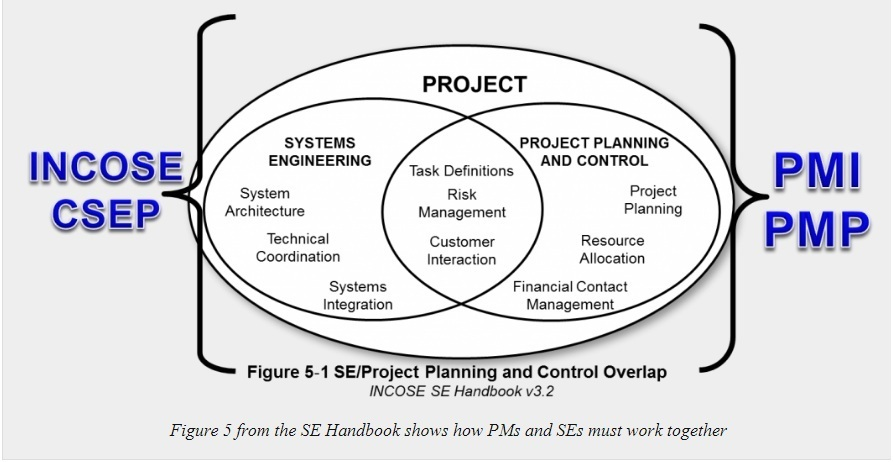 PROJECT
INCOSE
CSEP
SYSTEMS
ENGINEERING
System
Architecture
Technical
Coordination
Systems
Integration
Task Definitions
Risk
Management
Customer
Interaction
PROJECT PLANNING
AND CONTROL
Project
Planning
Resource
Allocation
Financial Contact
Management
PMI
PMP
Figure 5-1 SE/Project Planning and Control Overlap
INCOSE SE Handbook v3.2
Figure 5 from the SE Handbook shows how PMs and SEs must work together